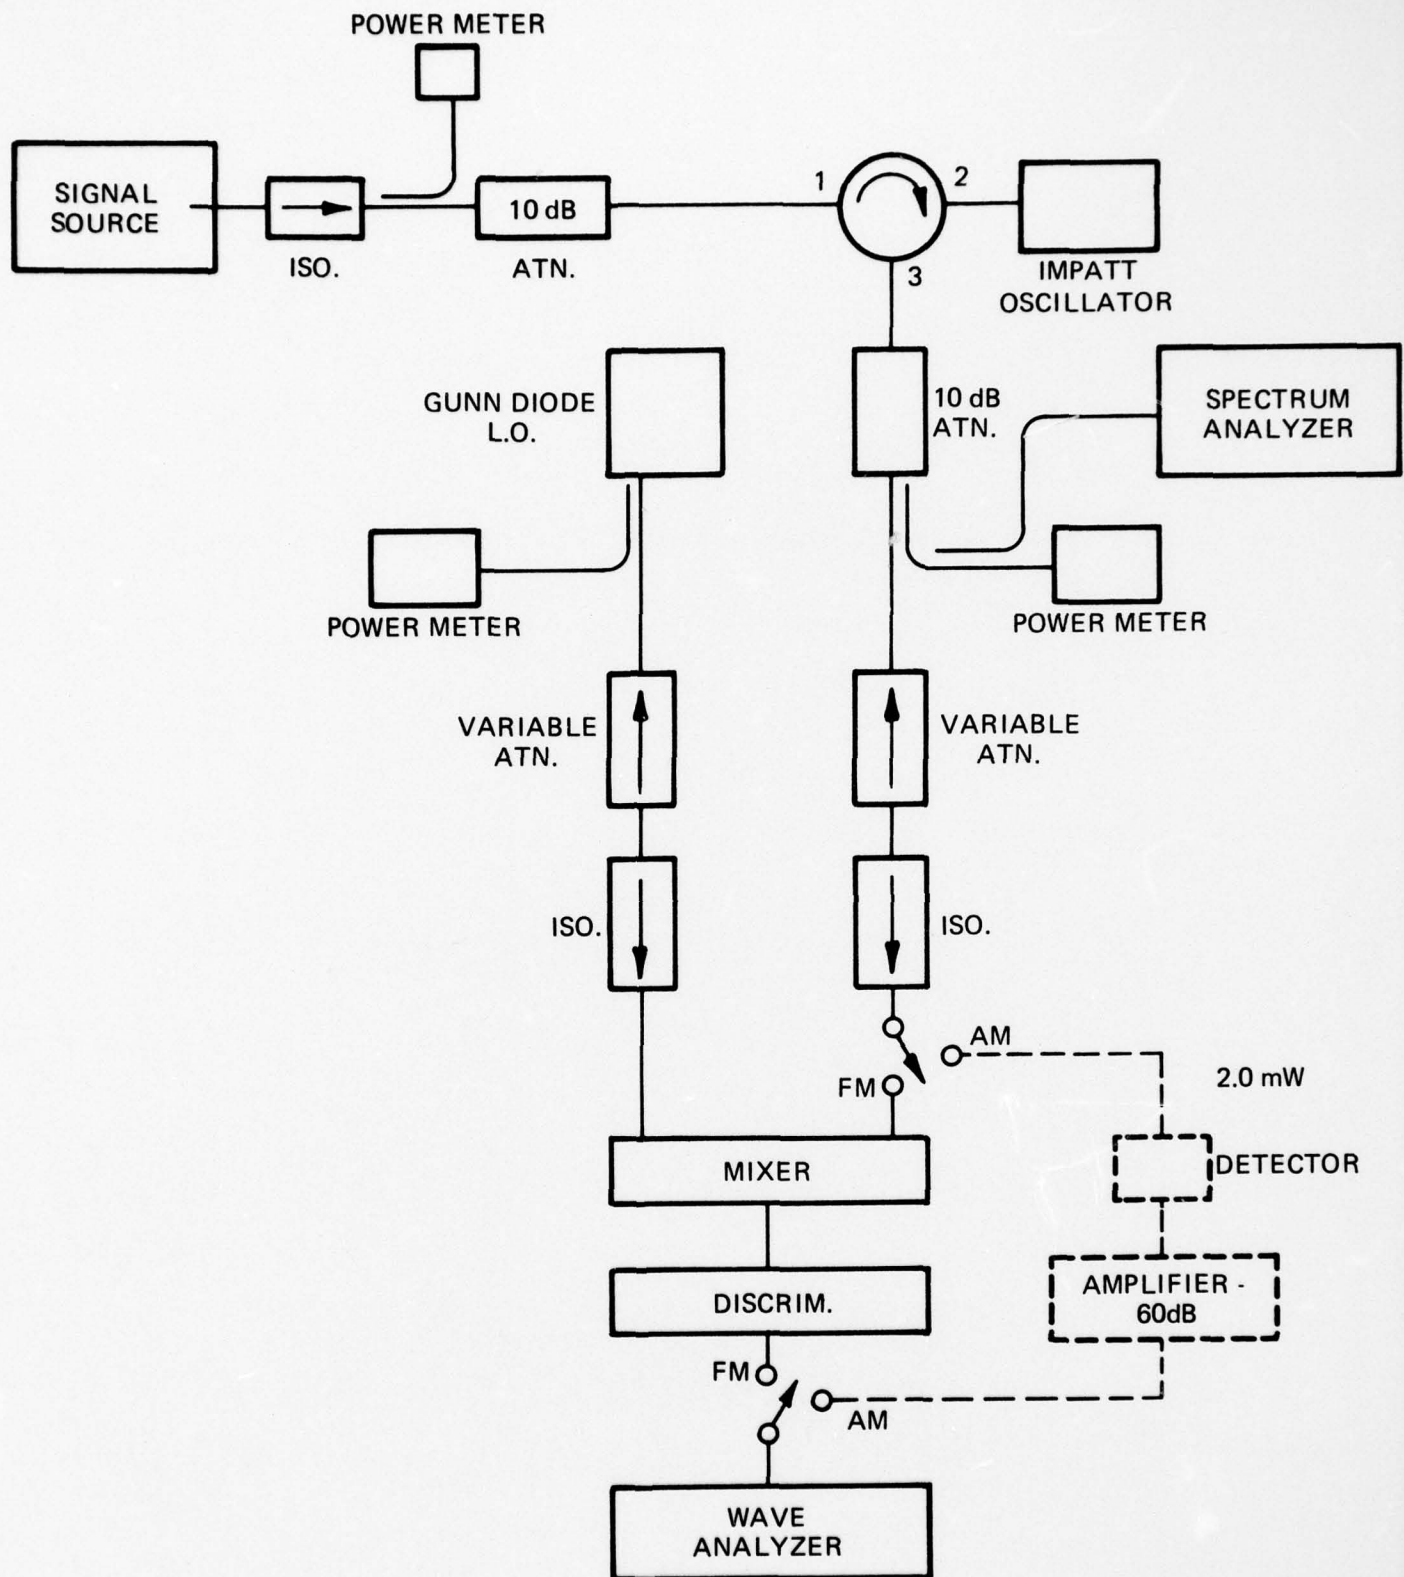 POWER METER
SIGNAL
SOURCE
ISO.
10 dB
ATN.
1
2
3
IMPATT
OSCILLATOR
GUNN DIODE
L.O.
10 dB
ATN.
SPECTRUM
ANALYZER
POWER METER
POWER METER
VARIABLE
ATN.
VARIABLE
ATN.
ISO.
ISO.
AM
FM
2.0 mW
MIXER
DETECTOR
DISCRIM.
AMPLIFIER -
60dB
FM
AM
WAVE
ANALYZER